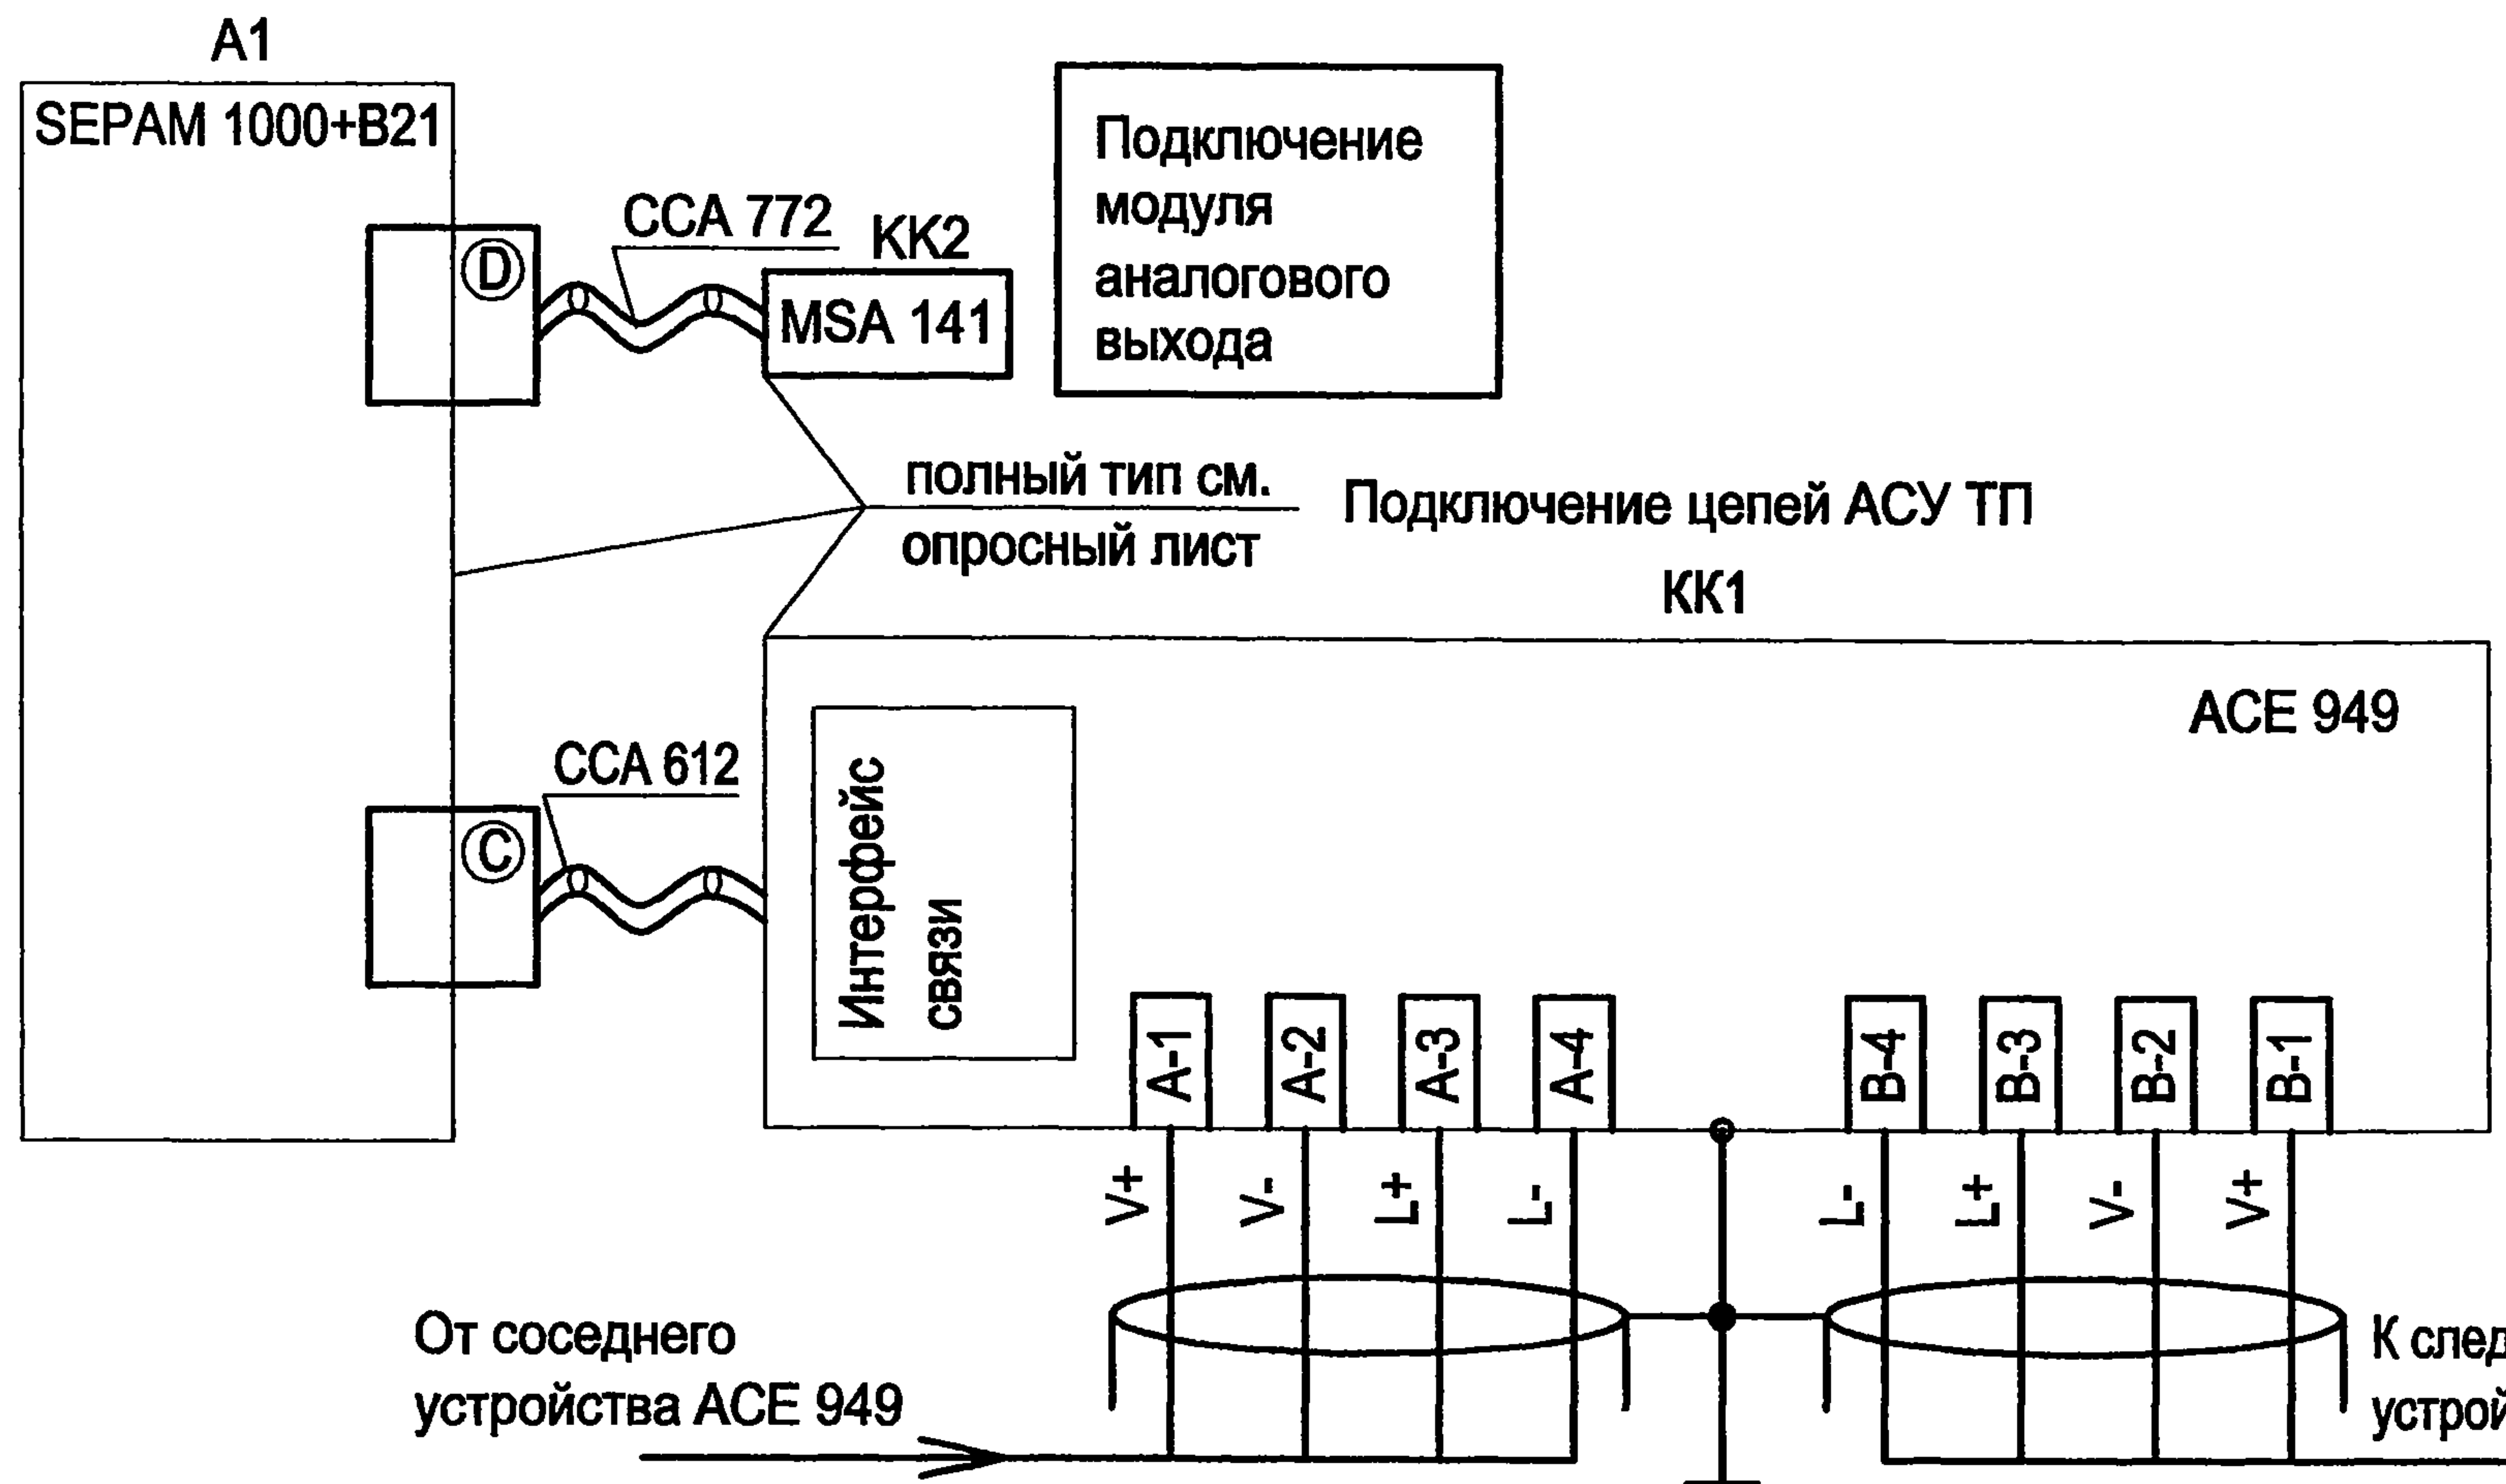 A1
SEPAM 1000+B21
D
CCA 772
КК2
MSA 141
Подключение
модуля
аналогового
выхода
полный тип см.
опросный лист
Подключение цепей АСУ ТП
КК1
ACE 949
CCA 612
C
Интерфейс
связи
A-1
A-2
A-3
A-4
B-4
B-3
B-2
B-1
V+
V-
L+
L-
L-
L+
V-
V+
От соседнего
устройства ACE 949
К